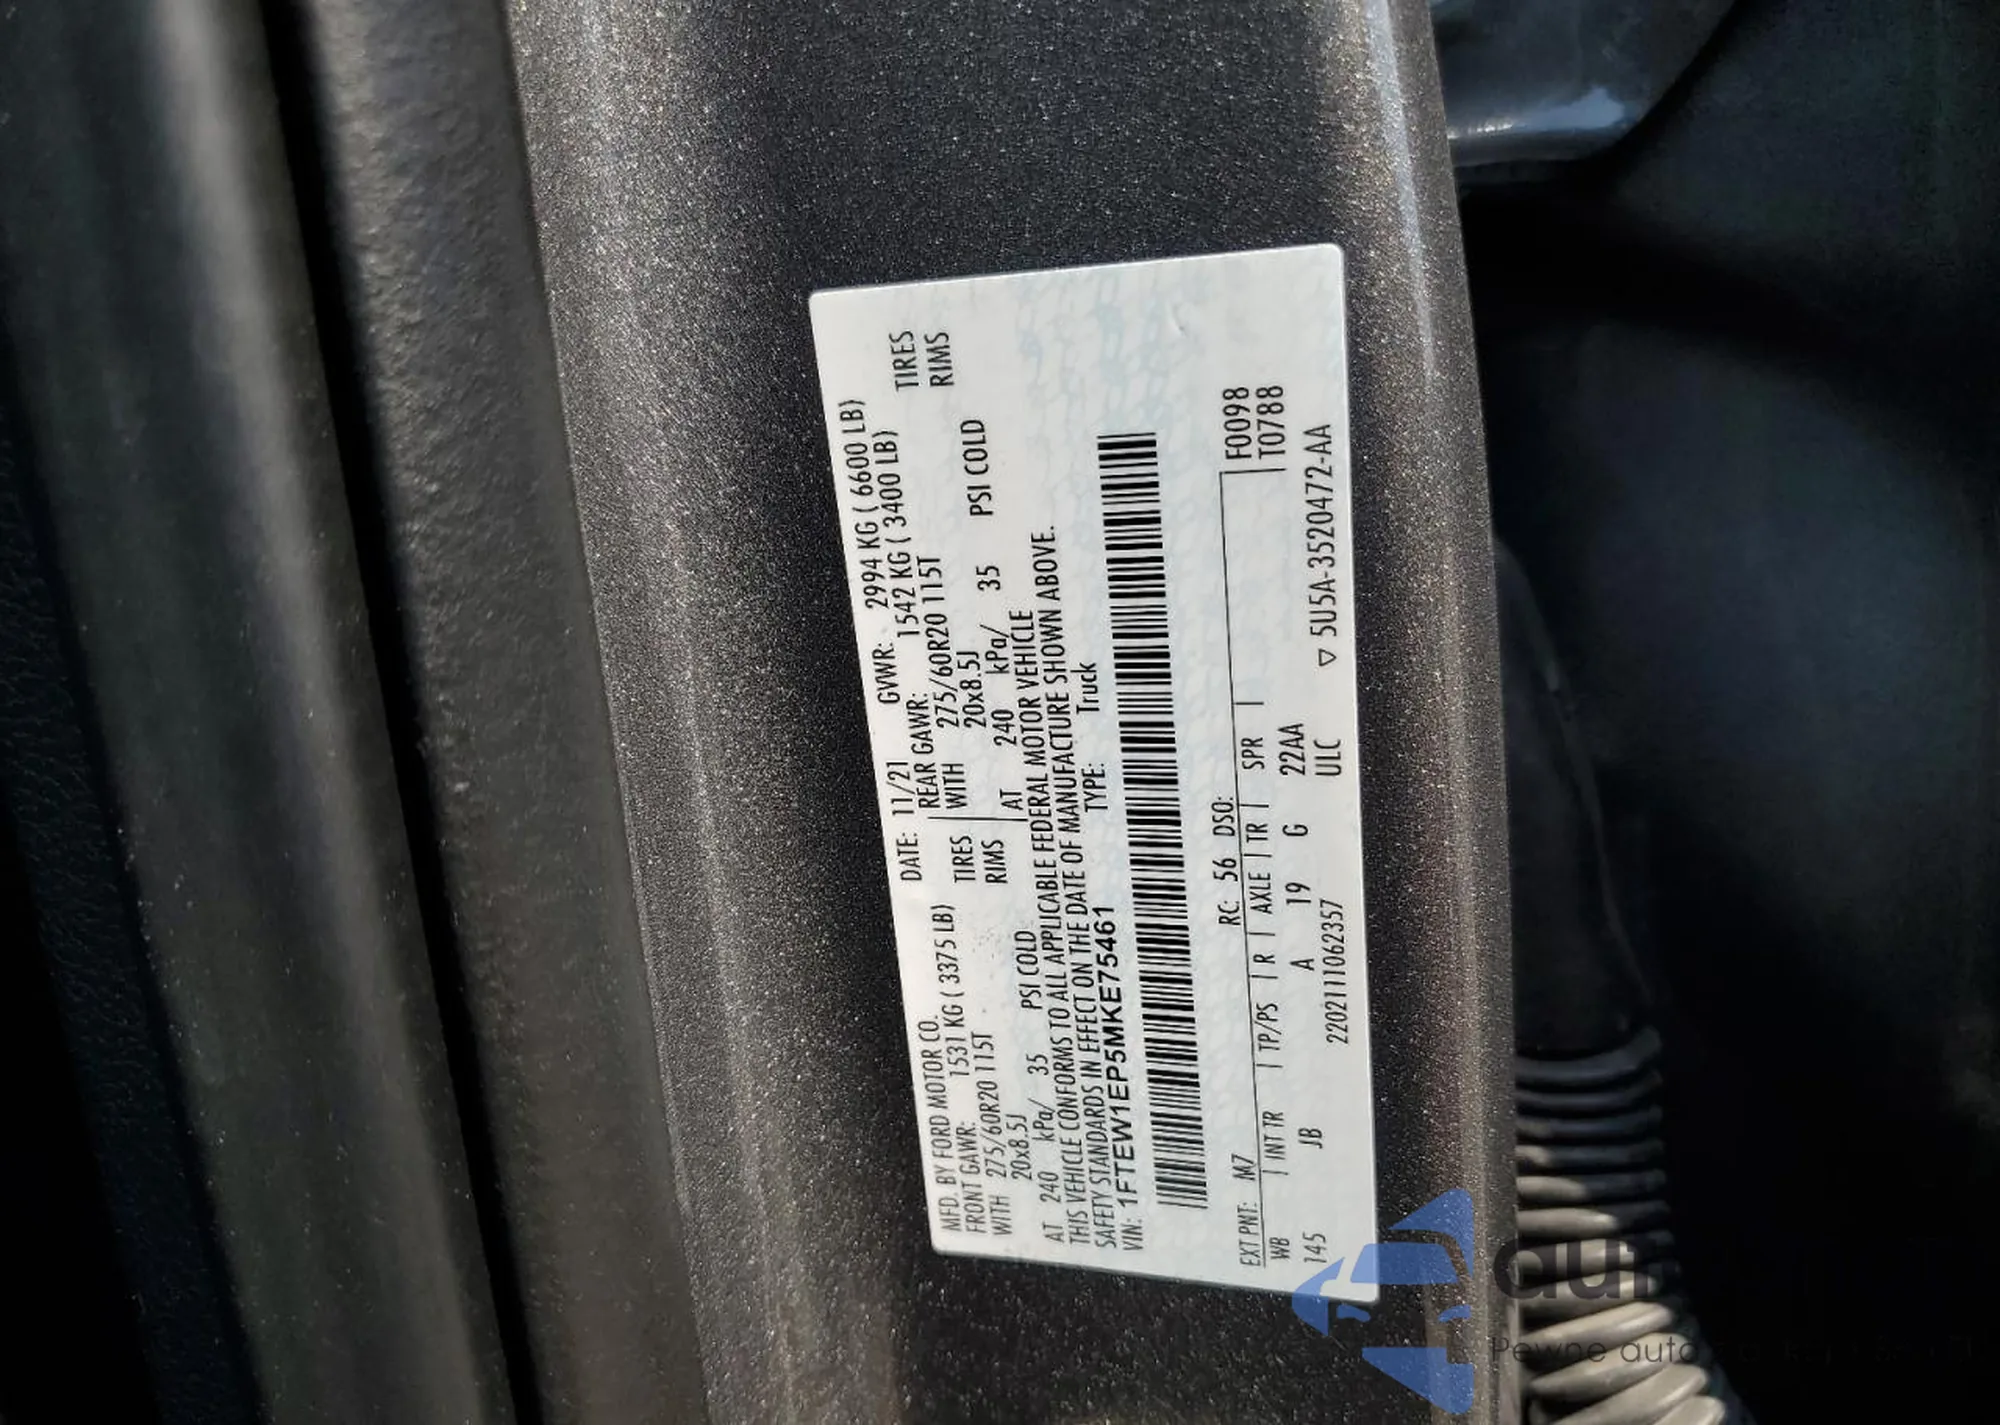 MFD. BY FORD MOTOR CO. DATE: 11/21 GVWR: 2994 KG ( 6600 LB)
FRONT GAWR: 1531 KG ( 3375 LB) REAR GAWR: 1542 KG ( 3400 LB)
WITH 275/60R20 115T TIRES WITH 275/60R20 115T TIRES
20x8.5J RIMS 20x8.5J RIMS
AT 240 kPa/ 35 PSI COLD AT 240 kPa/ 35 PSI COLD
THIS VEHICLE CONFORMS TO ALL APPLICABLE FEDERAL MOTOR VEHICLE
SAFETY STANDARDS IN EFFECT ON THE DATE OF MANUFACTURE SHOWN ABOVE.
VIN: 1FTEW1EP5MKE75461 TYPE: Truck
EXT PNT: M7 RC: 56 DSO: F0098
WB INT TR TP/PS R AXLE TR SPR T0788
145 JB A 19 G 22AA
220211106​2357 ULC ▽ 5U5A-3520472-AA
Pewne auto